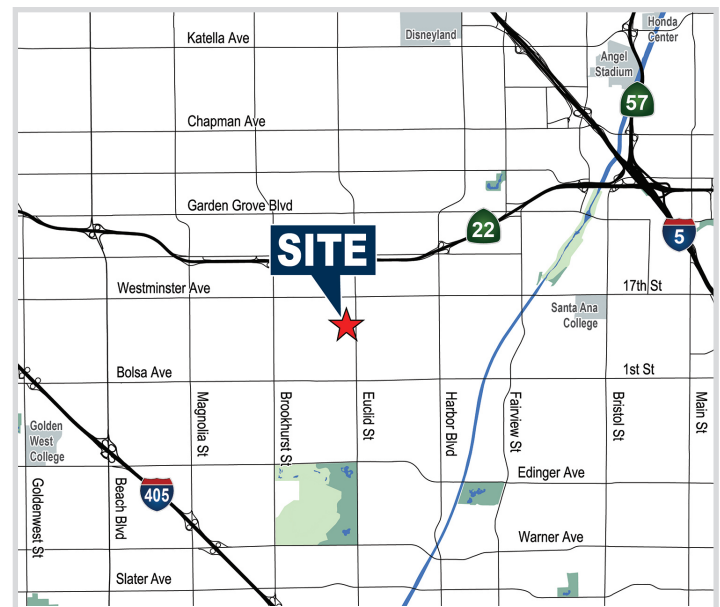 Honda
Center
Katella Ave
Disneyland
Angel
Stadium
57
Chapman Ave
Garden Grove Blvd
22
5
SITE
Westminster Ave
17th St
Santa Ana
College
Bolsa Ave
1st St
Magnolia St
Brookhurst St
Euclid St
Harbor Blvd
Fairview St
Bristol St
Main St
Golden
West
College
Edinger Ave
405
Goldenwest St
Beach Blvd
Warner Ave
Slater Ave